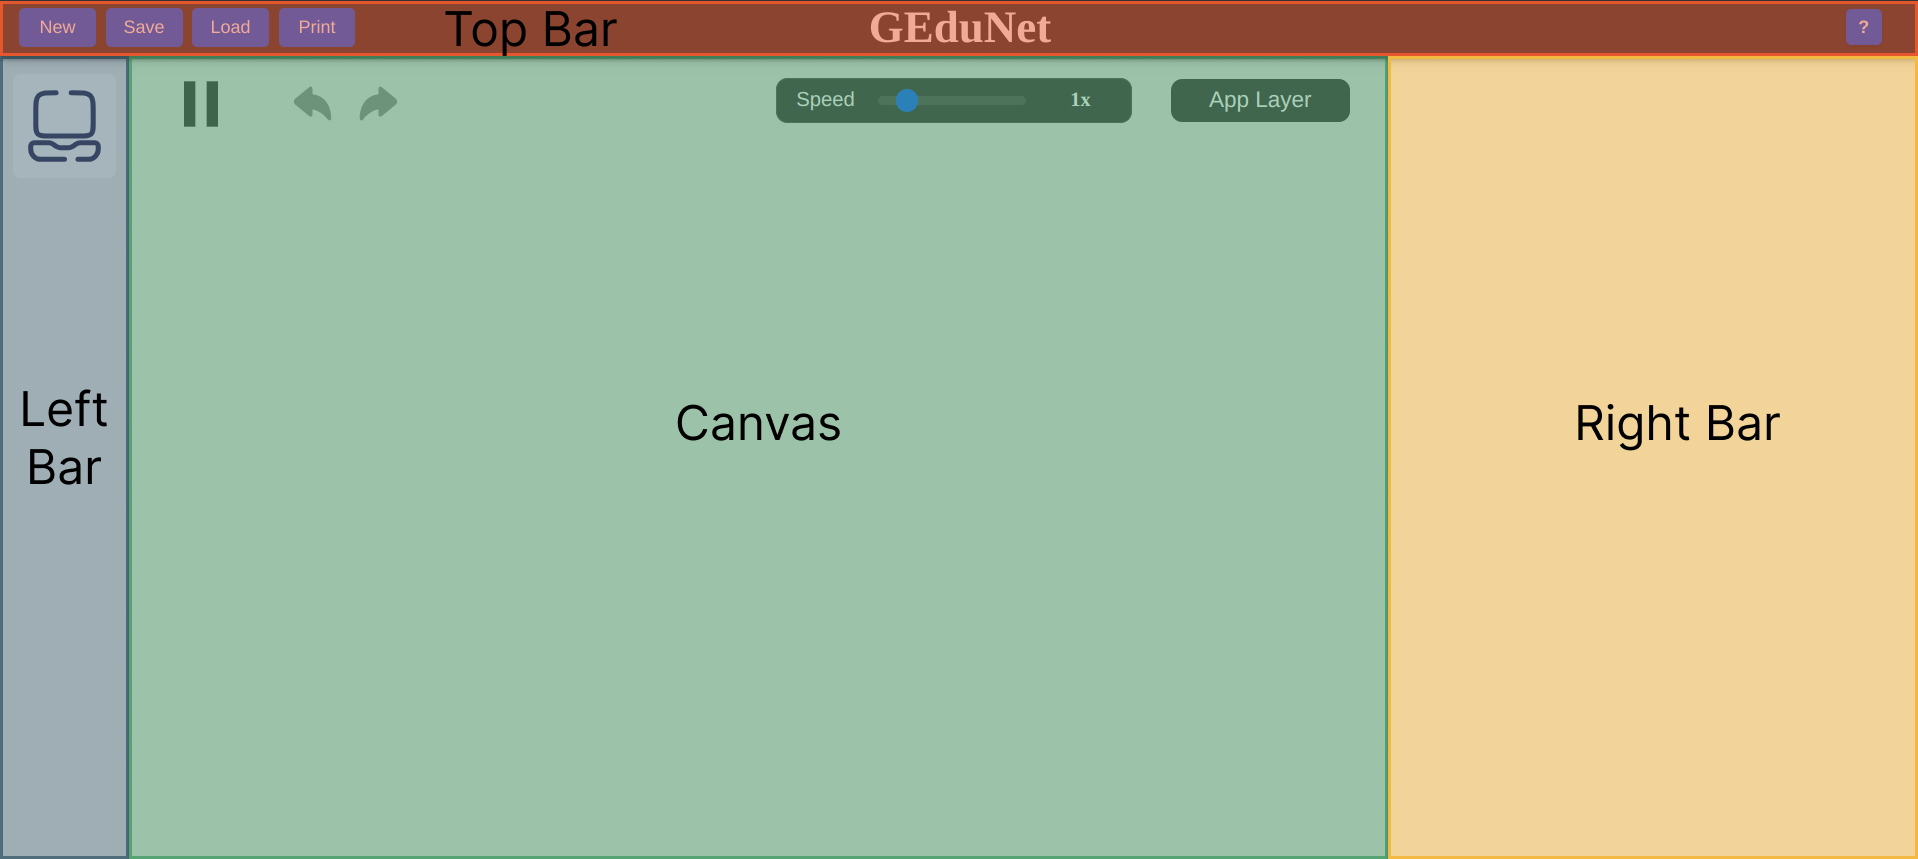 New Save Load Print Top Bar GEduNet ?
Speed 1x App Layer
Left
Bar
Canvas
Right Bar